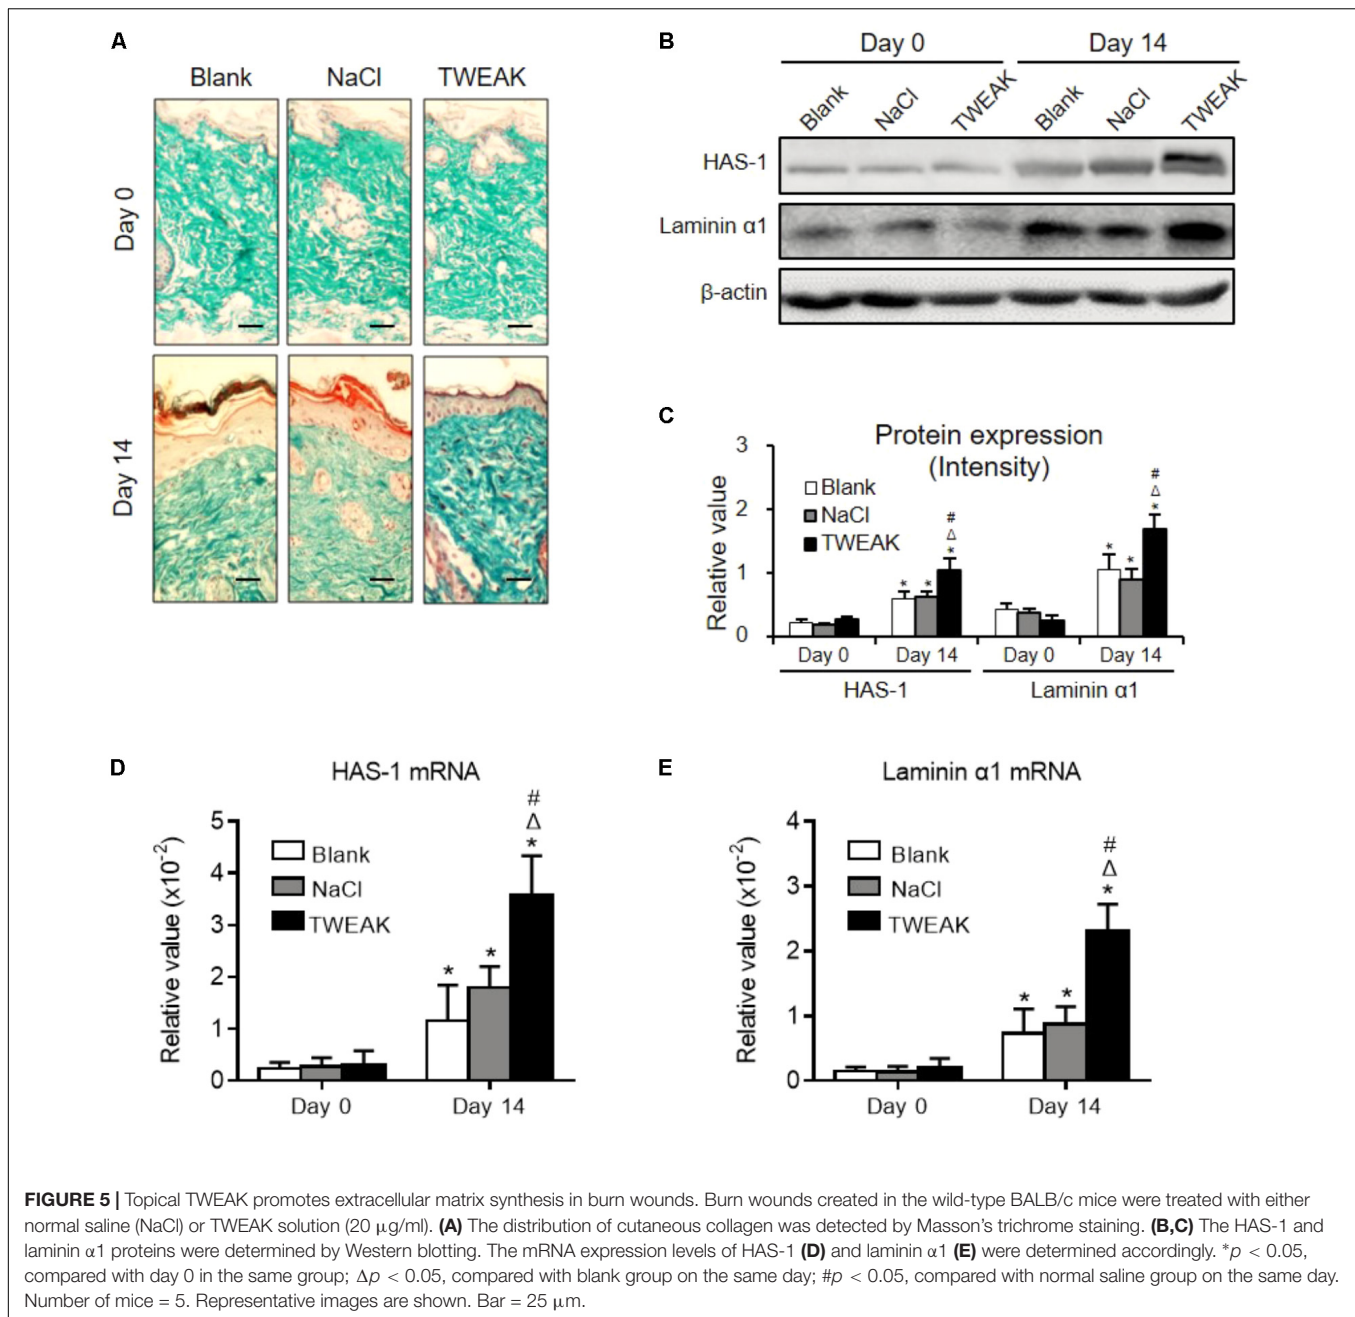 A
Blank NaCl TWEAK
Day 0
Day 14
B
Day 0 Day 14
Blank NaCl TWEAK Blank NaCl TWEAK
HAS-1
Laminin α1
β-actin
C
Protein expression
(Intensity)
Relative value
3
2
1
0
Blank
NaCl
TWEAK
* * * Δ #
* * * Δ #
Day 0 Day 14 Day 0 Day 14
HAS-1 Laminin α1
D
HAS-1 mRNA
Relative value (x10⁻²)
5
4
3
2
1
0
Blank
NaCl
TWEAK
#
Δ
*
* *
Day 0 Day 14
E
Laminin α1 mRNA
Relative value (x10⁻²)
4
3
2
1
0
Blank
NaCl
TWEAK
#
Δ
*
* *
Day 0 Day 14
FIGURE 5 | Topical TWEAK promotes extracellular matrix synthesis in burn wounds. Burn wounds created in the wild-type BALB/c mice were treated with either
normal saline (NaCl) or TWEAK solution (20 μg/ml). (A) The distribution of cutaneous collagen was detected by Masson's trichrome staining. (B,C) The HAS-1 and
laminin α1 proteins were determined by Western blotting. The mRNA expression levels of HAS-1 (D) and laminin α1 (E) were determined accordingly. *p < 0.05,
compared with day 0 in the same group; Δp < 0.05, compared with blank group on the same day; #p < 0.05, compared with normal saline group on the same day.
Number of mice = 5. Representative images are shown. Bar = 25 μm.